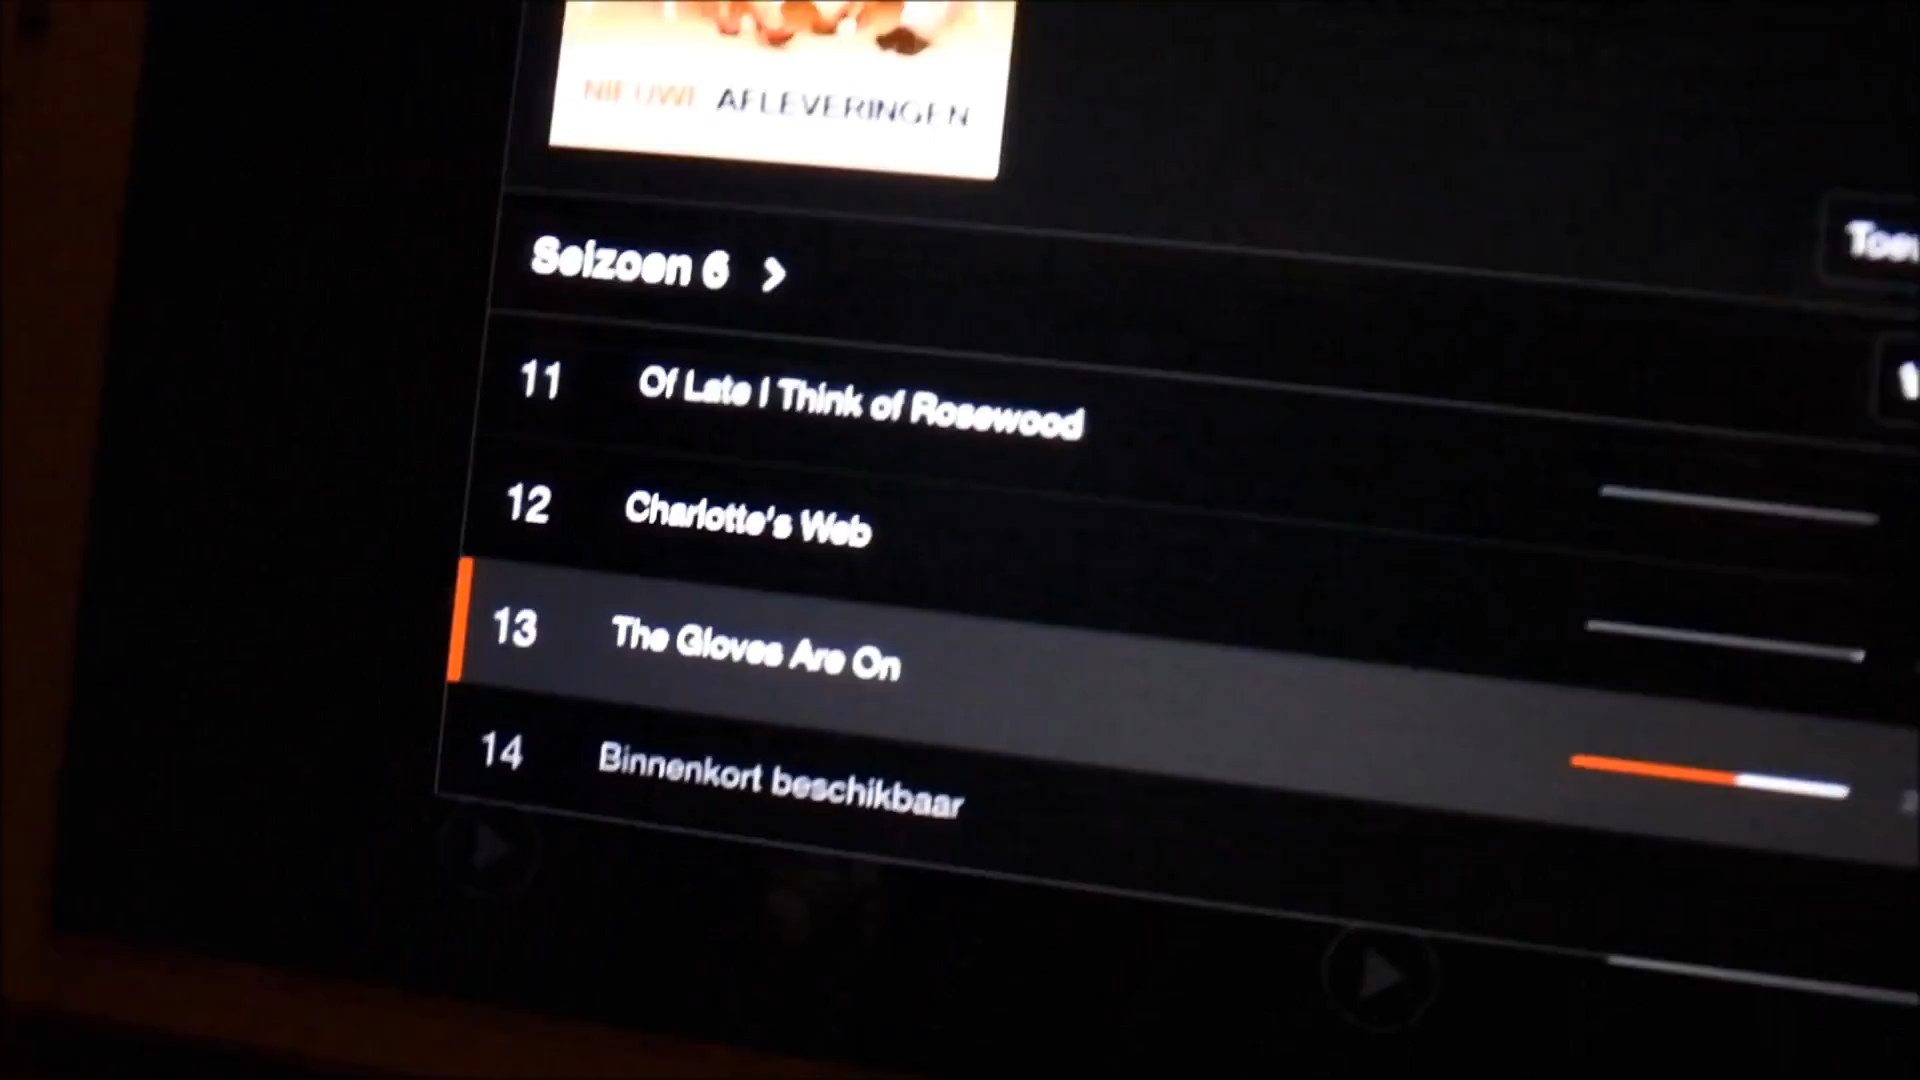 NIEUWE AFLEVERINGEN
Seizoen 6
11 Of Late I Think of Rosewood
12 Charlotte's Web
13 The Gloves Are On
14 Binnenkort beschikbaar